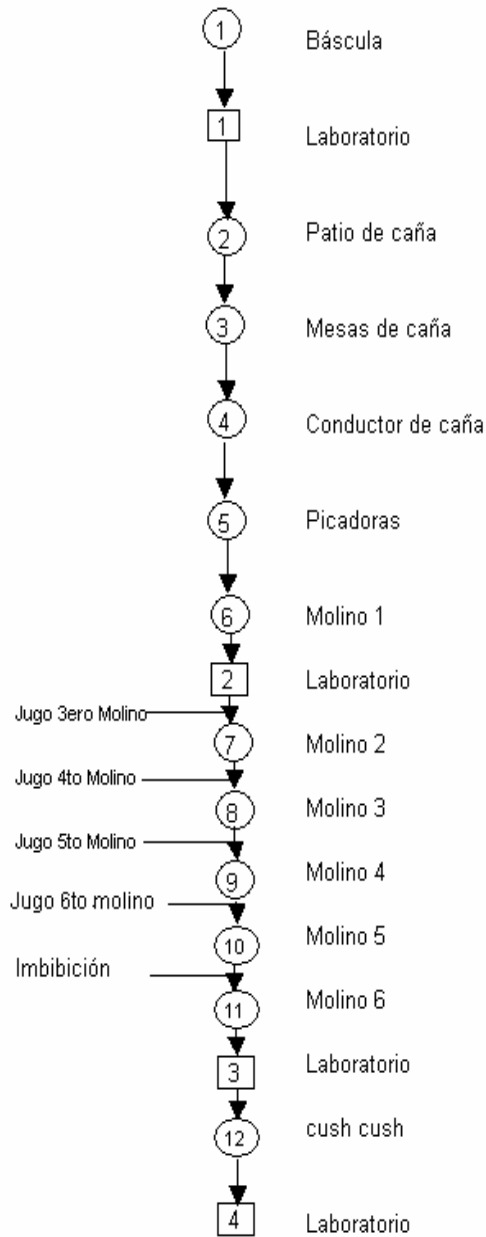 1 Báscula
1 Laboratorio
2 Patio de caña
3 Mesas de caña
4 Conductor de caña
5 Picadoras
6 Molino 1
2 Laboratorio
Jugo 3ero Molino
7 Molino 2
Jugo 4to Molino
8 Molino 3
Jugo 5to Molino
9 Molino 4
Jugo 6to molino
10 Molino 5
Imbibición
11 Molino 6
3 Laboratorio
12 cush cush
4 Laboratorio